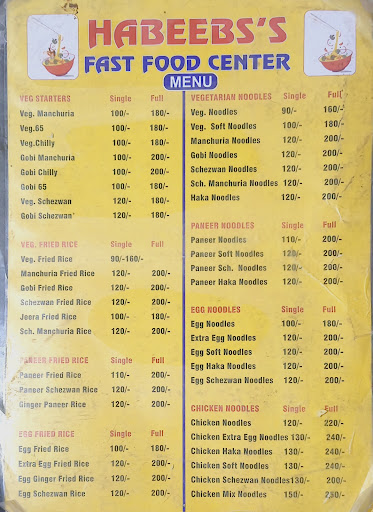 HABEEBS'S
FAST FOOD CENTER
MENU
VEG STARTERS Single Full
Veg. Manchuria 100/- 180/-
Veg.65 100/- 180/-
Veg.Chilly 100/- 180/-
Gobi Manchuria 100/- 200/-
Gobi Chilly 100/- 200/-
Gobi 65 100/- 180/-
Veg. Schezwan 120/- 200/-
Gobi Schezwan 120/- 200/-
VEG. FRIED RICE Single Full
Veg. Fried Rice 90/-160/-
Manchuria Fried Rice 120/- 200/-
Gobi Fried Rice 120/- 200/-
Schezwan Fried Rice 120/- 200/-
Jeera Fried Rice 100/- 180/-
Sch. Manchuria Rice 120/- 200/-
PANEER FRIED RICE Single Full
Paneer Fried Rice 110/- 200/-
Paneer Schezwan Rice 120/- 200/-
Ginger Paneer Rice 120/- 200/-
EGG FRIED RICE Single Full
Egg Fried Rice 100/- 180/-
Extra Egg Fried Rice 120/- 200/-
Egg Ginger Fried Rice 120/- 200/-
Egg Schezwan Rice 120/- 200/-
VEGETARIAN NOODLES Single Full
Veg. Noodles 90/- 160/-
Veg. Soft Noodles 100/- 180/-
Manchuria Noodles 120/- 200/-
Gobi Noodles 120/- 200/-
Schezwan Noodles 120/- 200/-
Sch. Manchuria Noodles 120/- 200/-
Haka Noodles 120/- 200/-
PANEER NOODLES Single Full
Paneer Noodles 110/- 200/-
Paneer Soft Noodles 120/- 200/-
Paneer Sch. Noodles 120/- 200/-
Paneer Haka Noodles 120/- 200/-
EGG NOODLES Single Full
Egg Noodles 100/- 180/-
Extra Egg Noodles 120/- 200/-
Egg Soft Noodles 120/- 200/-
Egg Haka Noodles 120/- 200/-
Egg Schezwan Noodles 120/- 200/-
CHICKEN NOODLES Single Full
Chicken Noodles 120/- 220/-
Chicken Extra Egg Noodles 130/- 240/-
Chicken Haka Noodles 130/- 240/-
Chicken Soft Noodles 130/- 240/-
Chicken Schezwan Noodles 130/- 240/-
Chicken Mix Noodles 150/- 250/-